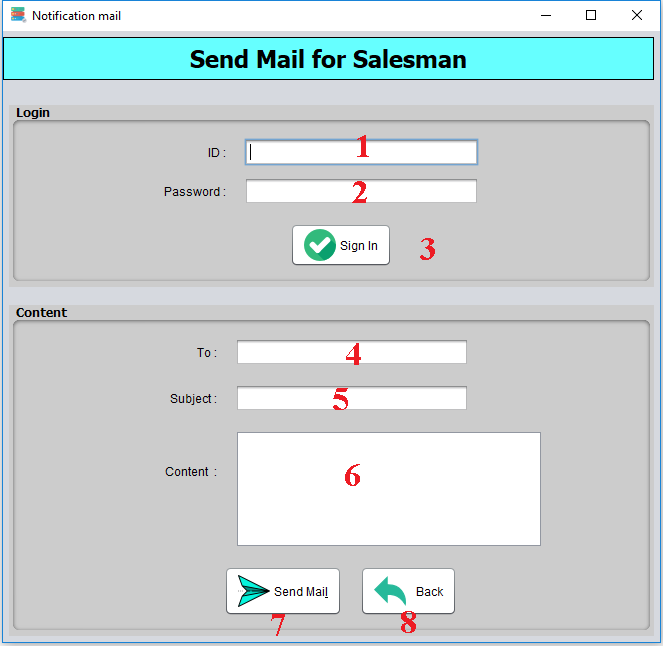 Notification mail
Send Mail for Salesman
Login
ID : 1
Password : 2
Sign In 3
Content
To : 4
Subject : 5
Content : 6
Send Mail Back
7 8